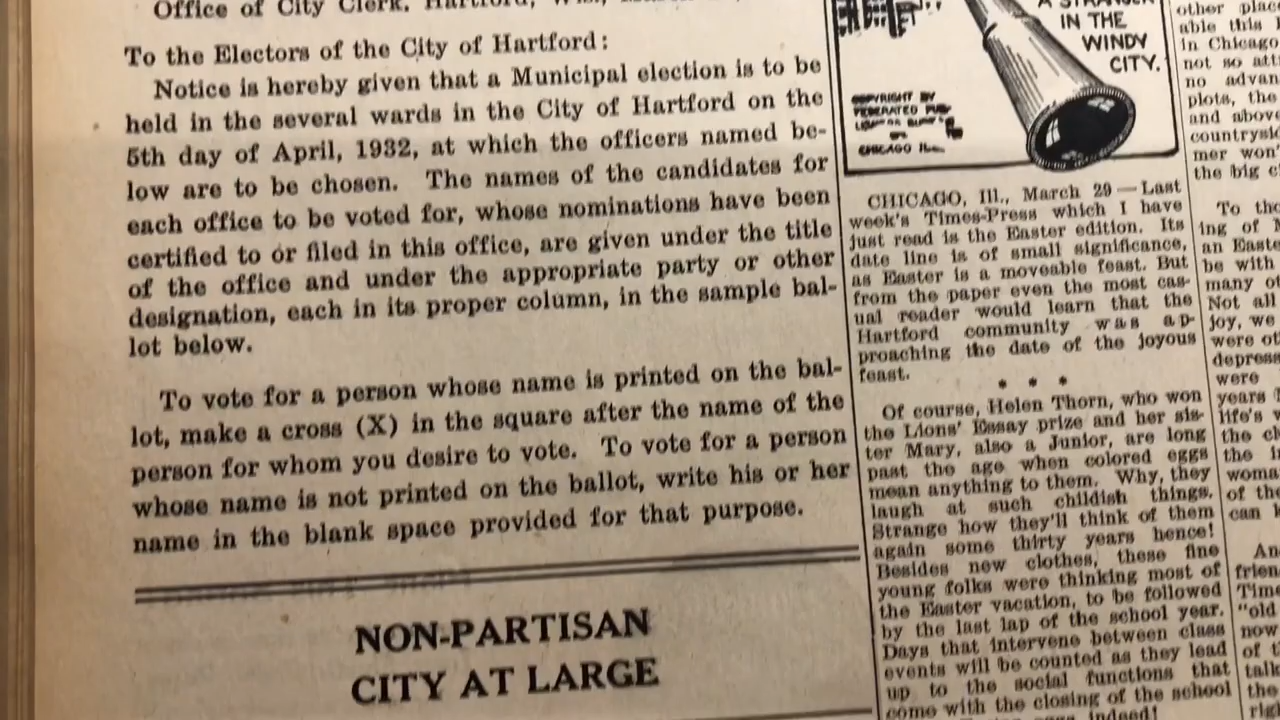 Office of City Clerk, Hartford,
To the Electors of the City of Hartford:
Notice is hereby given that a Municipal election is to be
held in the several wards in the City of Hartford on the
5th day of April, 1932, at which the officers named be-
low are to be chosen. The names of the candidates for
each office to be voted for, whose nominations have been
certified to or filed in this office, are given under the title
of the office and under the appropriate party or other
designation, each in its proper column, in the sample bal-
lot below.
To vote for a person whose name is printed on the bal-
lot, make a cross (X) in the square after the name of the
person for whom you desire to vote. To vote for a person
whose name is not printed on the ballot, write his or her
name in the blank space provided for that purpose.
NON-PARTISAN
CITY AT LARGE
A STRANGER
IN THE
WINDY
CITY.
COPYRIGHT BY
CHICAGO ILL.
CHICAGO, Ill., March 29—Last
week's Times-Press which I have
just read is the Easter edition. Its
date line is of small significance,
as Easter is a moveable feast. But
from the paper even the most cas-
ual reader would learn that the
Hartford community was ap-
proaching the date of the joyous
feast.
* * *
Of course, Helen Thorn, who won
the Lions' Essay prize and her sis-
ter Mary, also a Junior, are long
past the age when colored eggs
mean anything to them. Why, they
laugh at such childish things.
Strange how they'll think of them
again some thirty years hence!
Besides new clothes, these fine
young folks were thinking most of
the Easter vacation, to be followed
by the last lap of the school year.
Days that intervene between class
events will be counted as they lead
up to the social functions that
come with the closing of the school
indeed!
other
able this
in Chicago
not so
no
plots, the
and
mer won'
the big
To
ing of
an
be with
many
Not all
joy, we
were
were
years
life's
the
the
of the
can
of
the